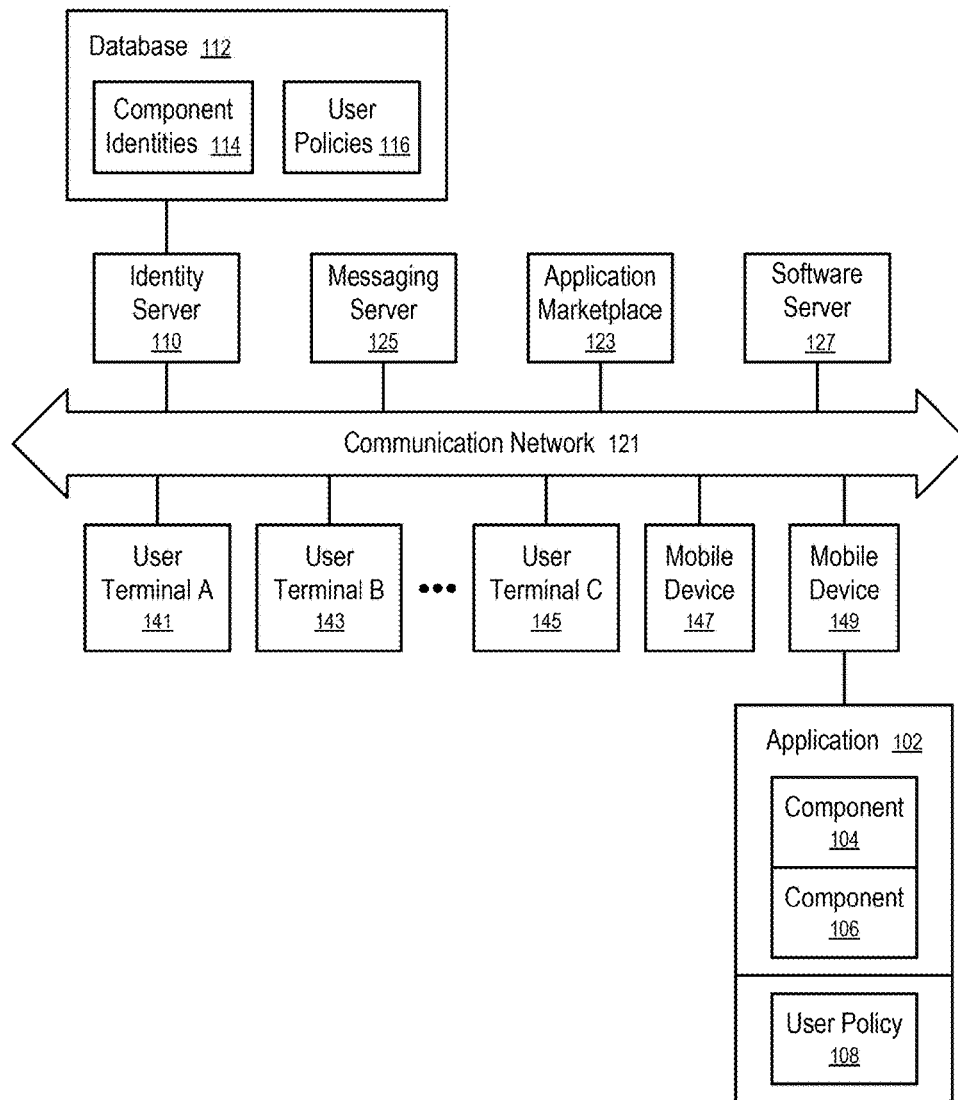 Database 112
Component Identities 114
User Policies 116
Identity Server 110
Messaging Server 125
Application Marketplace 123
Software Server 127
Communication Network 121
User Terminal A 141
User Terminal B 143
User Terminal C 145
Mobile Device 147
Mobile Device 149
Application 102
Component 104
Component 106
User Policy 108